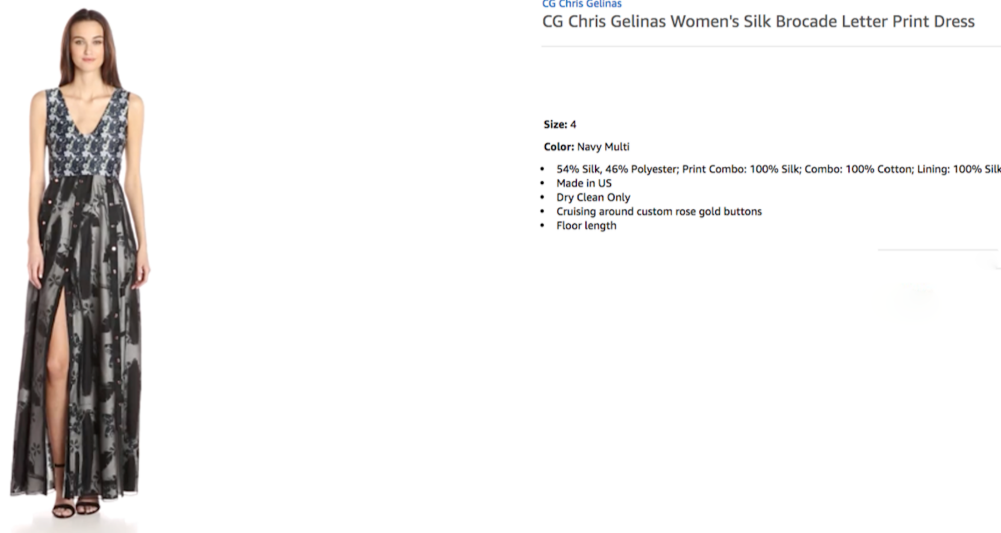 CG Chris Gelinas
CG Chris Gelinas Women's Silk Brocade Letter Print Dress
Size: 4
Color: Navy Multi
• 54% Silk, 46% Polyester; Print Combo: 100% Silk; Combo: 100% Cotton; Lining: 100% Silk
• Made in US
• Dry Clean Only
• Cruising around custom rose gold buttons
• Floor length